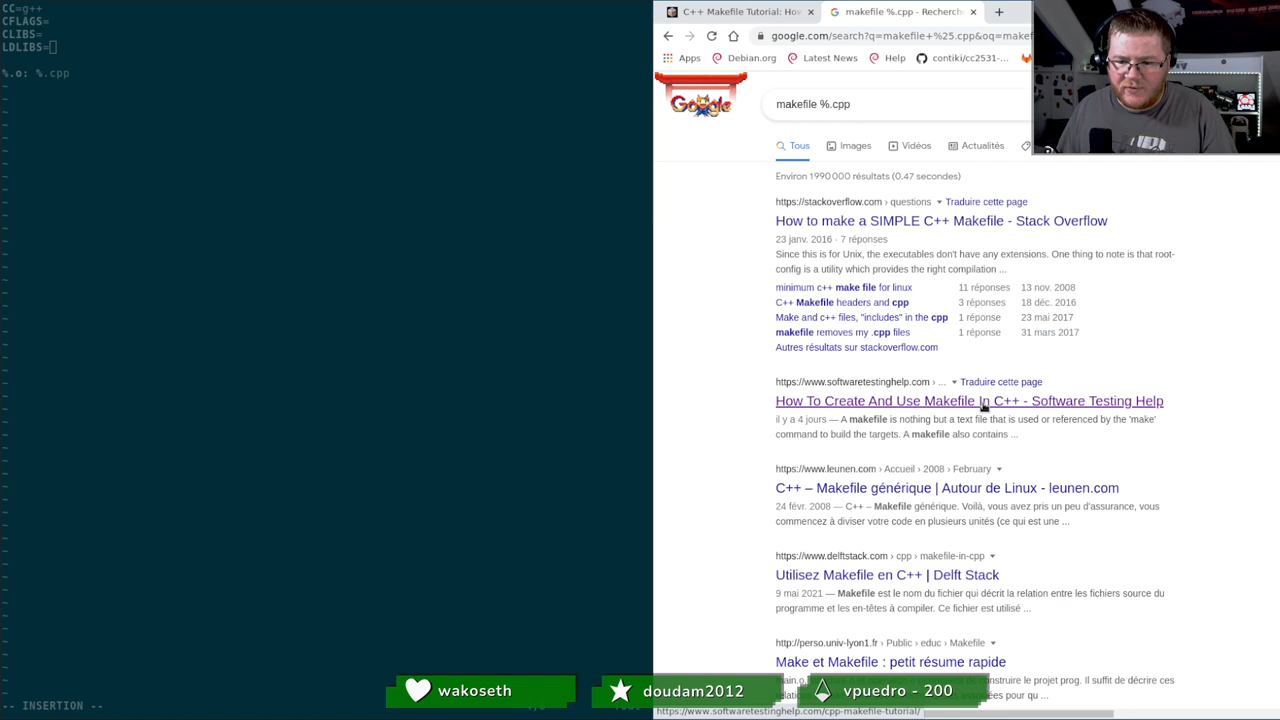 CC=g++
CFLAGS=
CLIBS=
LDLIBS=
%.o: %.cpp
-- INSERTION --
C++ Makefile Tutorial: How
makefile %.cpp - Recherch
google.com/search?q=makefile+%25.cpp&oq=makef
Apps
Debian.org
Latest News
Help
contiki/cc2531-...
Google
makefile %.cpp
Tous
Images
Vidéos
Actualités
Environ 1 990 000 résultats (0,47 secondes)
https://stackoverflow.com › questions
Traduire cette page
How to make a SIMPLE C++ Makefile - Stack Overflow
23 janv. 2016 · 7 réponses
Since this is for Unix, the executables don't have any extensions. One thing to note is that root-
config is a utility which provides the right compilation ...
minimum c++ make file for linux 11 réponses 13 nov. 2008
C++ Makefile headers and cpp 3 réponses 18 déc. 2016
Make and c++ files, "includes" in the cpp 1 réponse 23 mai 2017
makefile removes my .cpp files 1 réponse 31 mars 2017
Autres résultats sur stackoverflow.com
https://www.softwaretestinghelp.com › ...
Traduire cette page
How To Create And Use Makefile In C++ - Software Testing Help
il y a 4 jours — A makefile is nothing but a text file that is used or referenced by the 'make'
command to build the targets. A makefile also contains ...
https://www.leunen.com › Accueil › 2008 › February
C++ – Makefile générique | Autour de Linux - leunen.com
24 févr. 2008 — C++ – Makefile générique. Voilà, vous avez pris un peu d'assurance, vous
commencez à diviser votre code en plusieurs unités (ce qui est une ...
https://www.delftstack.com › cpp › makefile-in-cpp
Utilisez Makefile en C++ | Delft Stack
9 mai 2021 — Makefile est le nom du fichier qui décrit la relation entre les fichiers source du
programme et les en-têtes à compiler. Ce fichier est utilisé ...
http://perso.univ-lyon1.fr › Public › educ › Makefile
Make et Makefile : petit résume rapide
construire le projet prog. Il suffit de décrire ces
wakoseth
doudam2012
vpuedro - 200
https://www.softwaretestinghelp.com/cpp-makefile-tutorial/